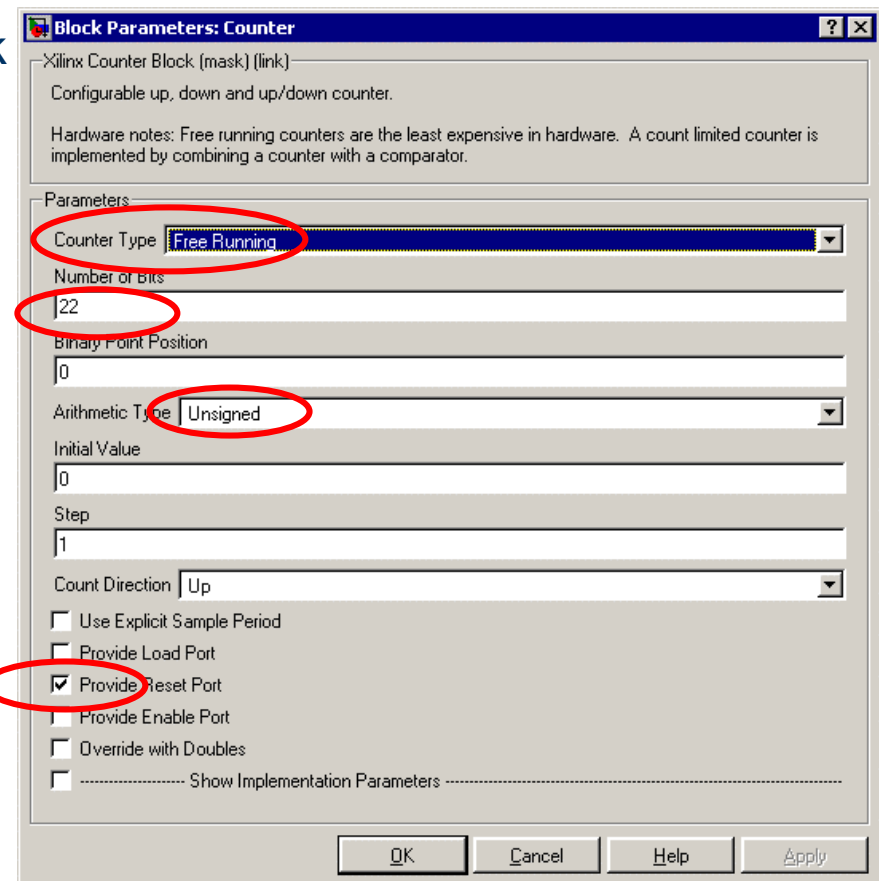 k
Block Parameters: Counter
Xilinx Counter Block (mask) (link)
Configurable up, down and up/down counter.
Hardware notes: Free running counters are the least expensive in hardware. A count limited counter is
implemented by combining a counter with a comparator.
Parameters
Counter Type Free Running
Number of Bits
22
Binary Point Position
0
Arithmetic Type Unsigned
Initial Value
0
Step
1
Count Direction Up
Use Explicit Sample Period
Provide Load Port
Provide Reset Port
Provide Enable Port
Override with Doubles
--------------------- Show Implementation Parameters ---------------------
OK Cancel Help Apply